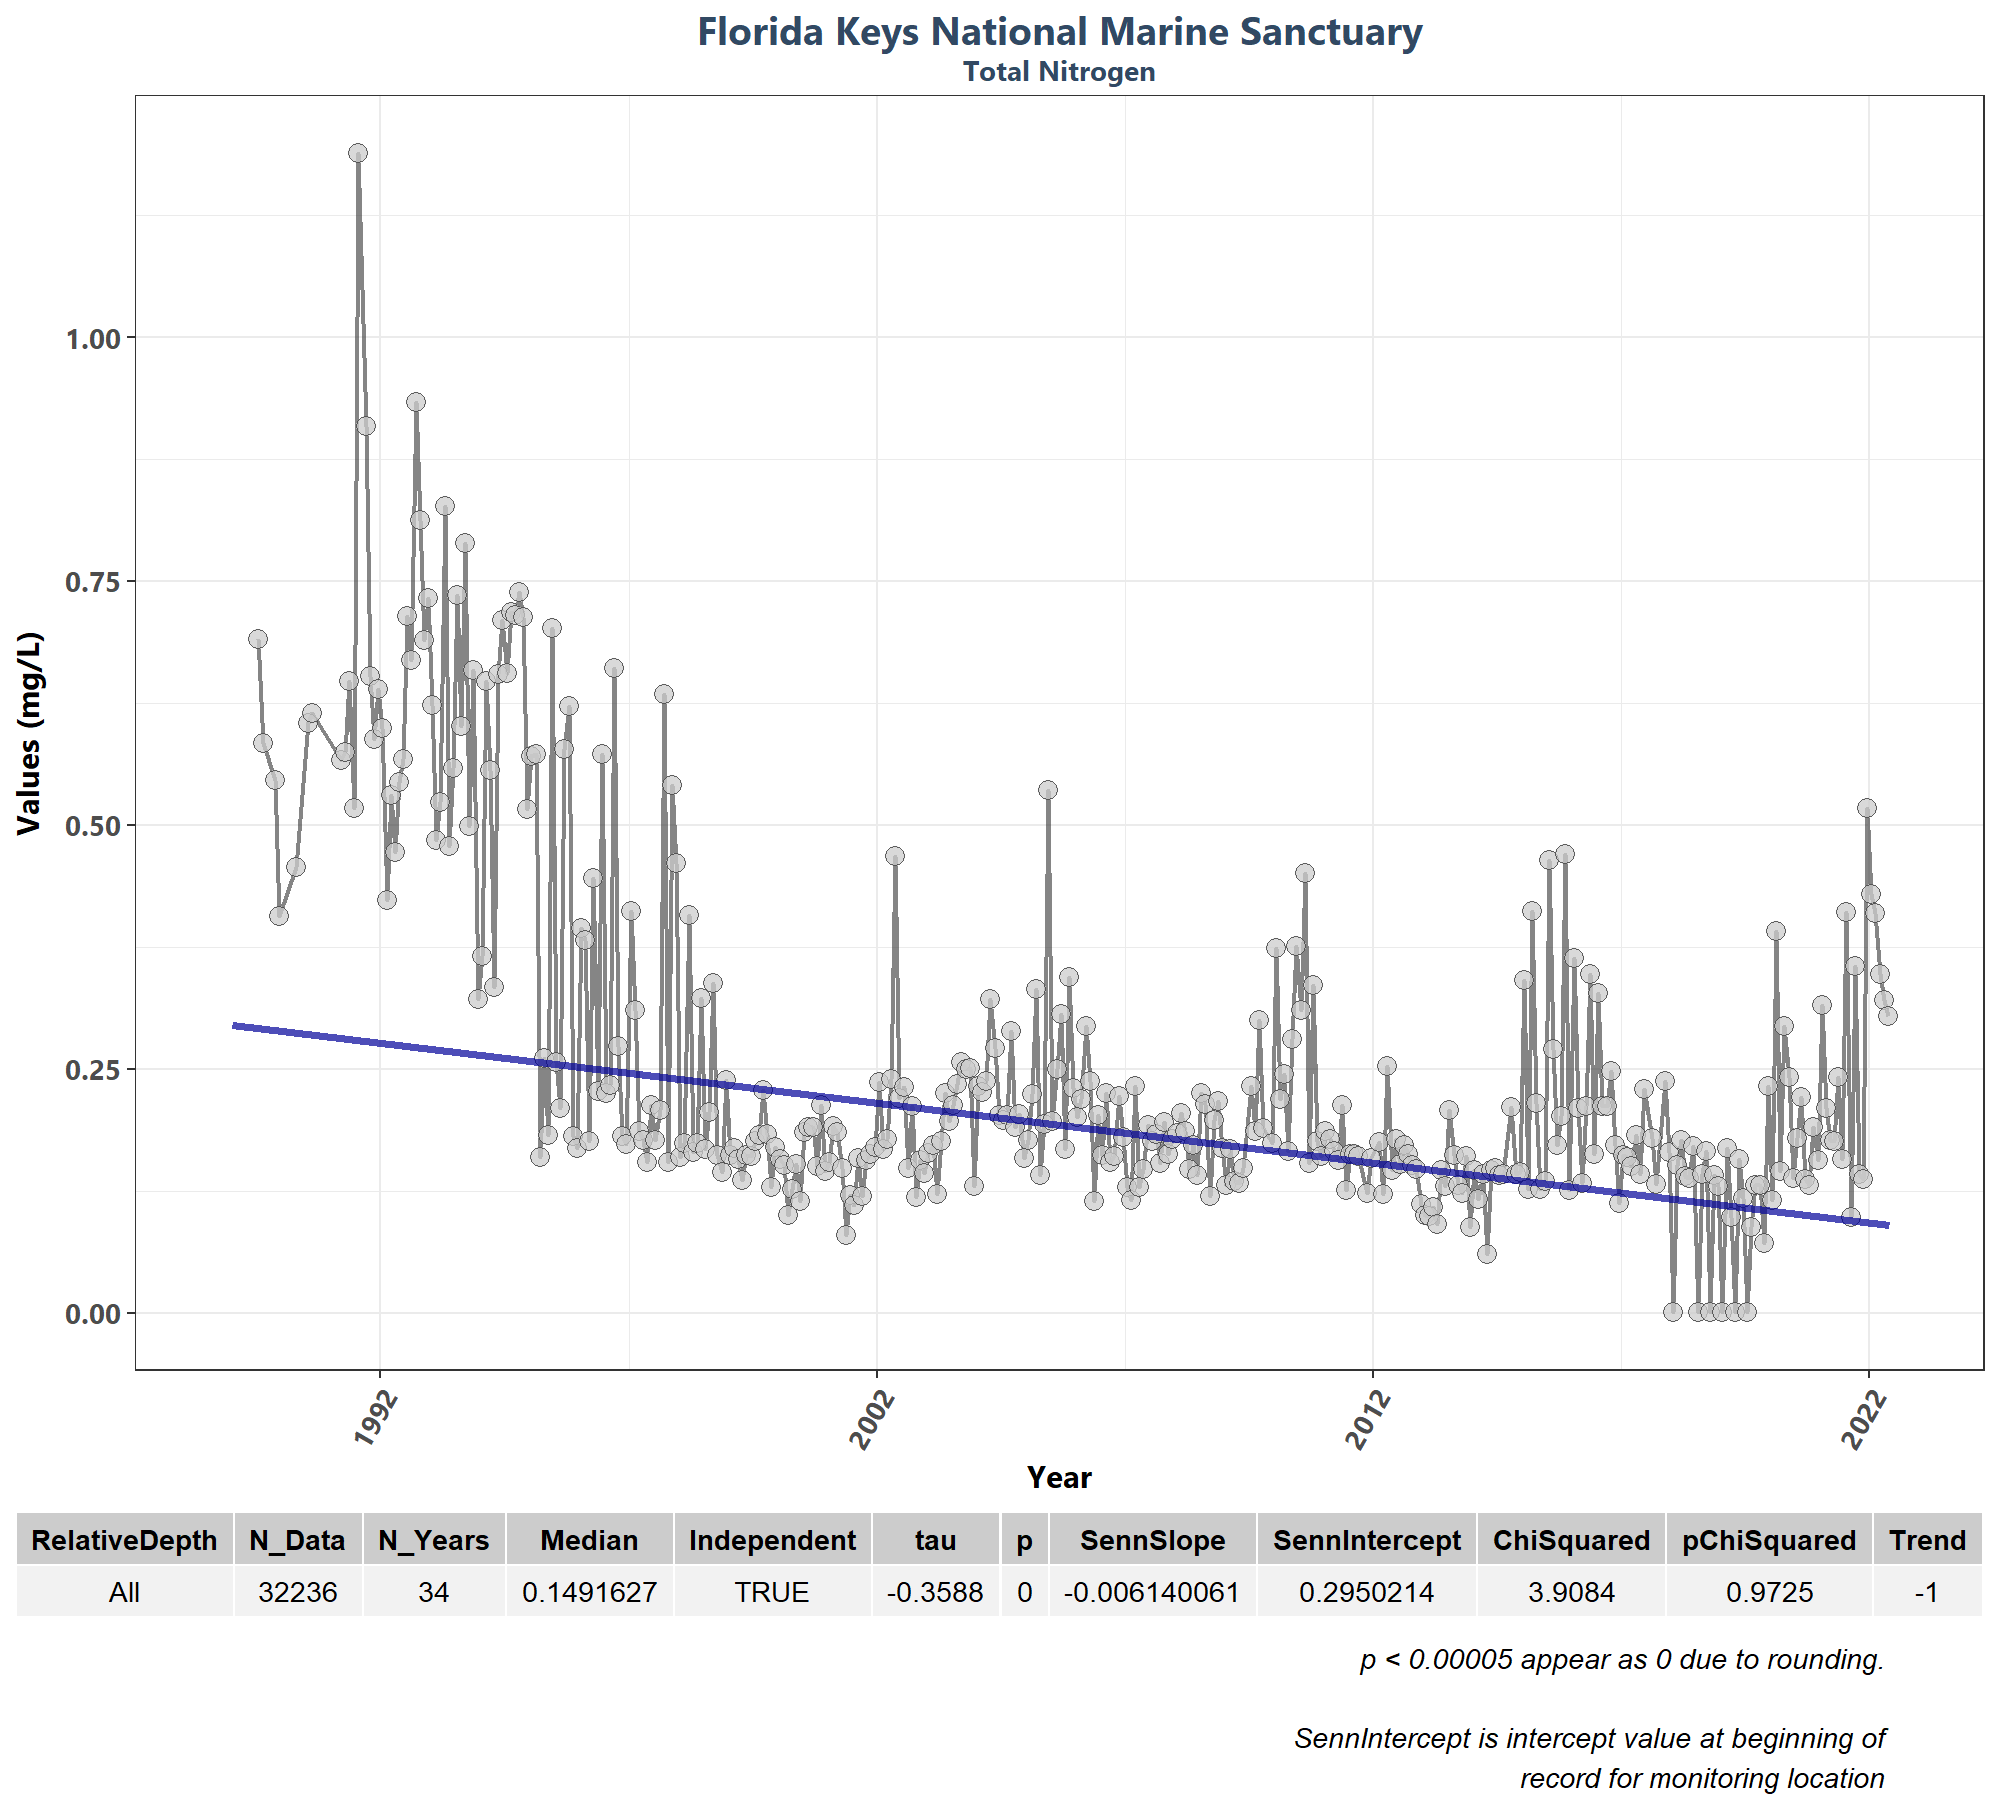 Florida Keys National Marine Sanctuary
Total Nitrogen
Values (mg/L)
1.00
0.75
0.50
0.25
0.00
1992 2002 2012 2022
Year
RelativeDepth N_Data N_Years Median Independent tau p SennSlope SennIntercept ChiSquared pChiSquared Trend
All 32236 34 0.1491627 TRUE -0.3588 0 -0.006140061 0.2950214 3.9084 0.9725 -1
p < 0.00005 appear as 0 due to rounding.
SennIntercept is intercept value at beginning of
record for monitoring location